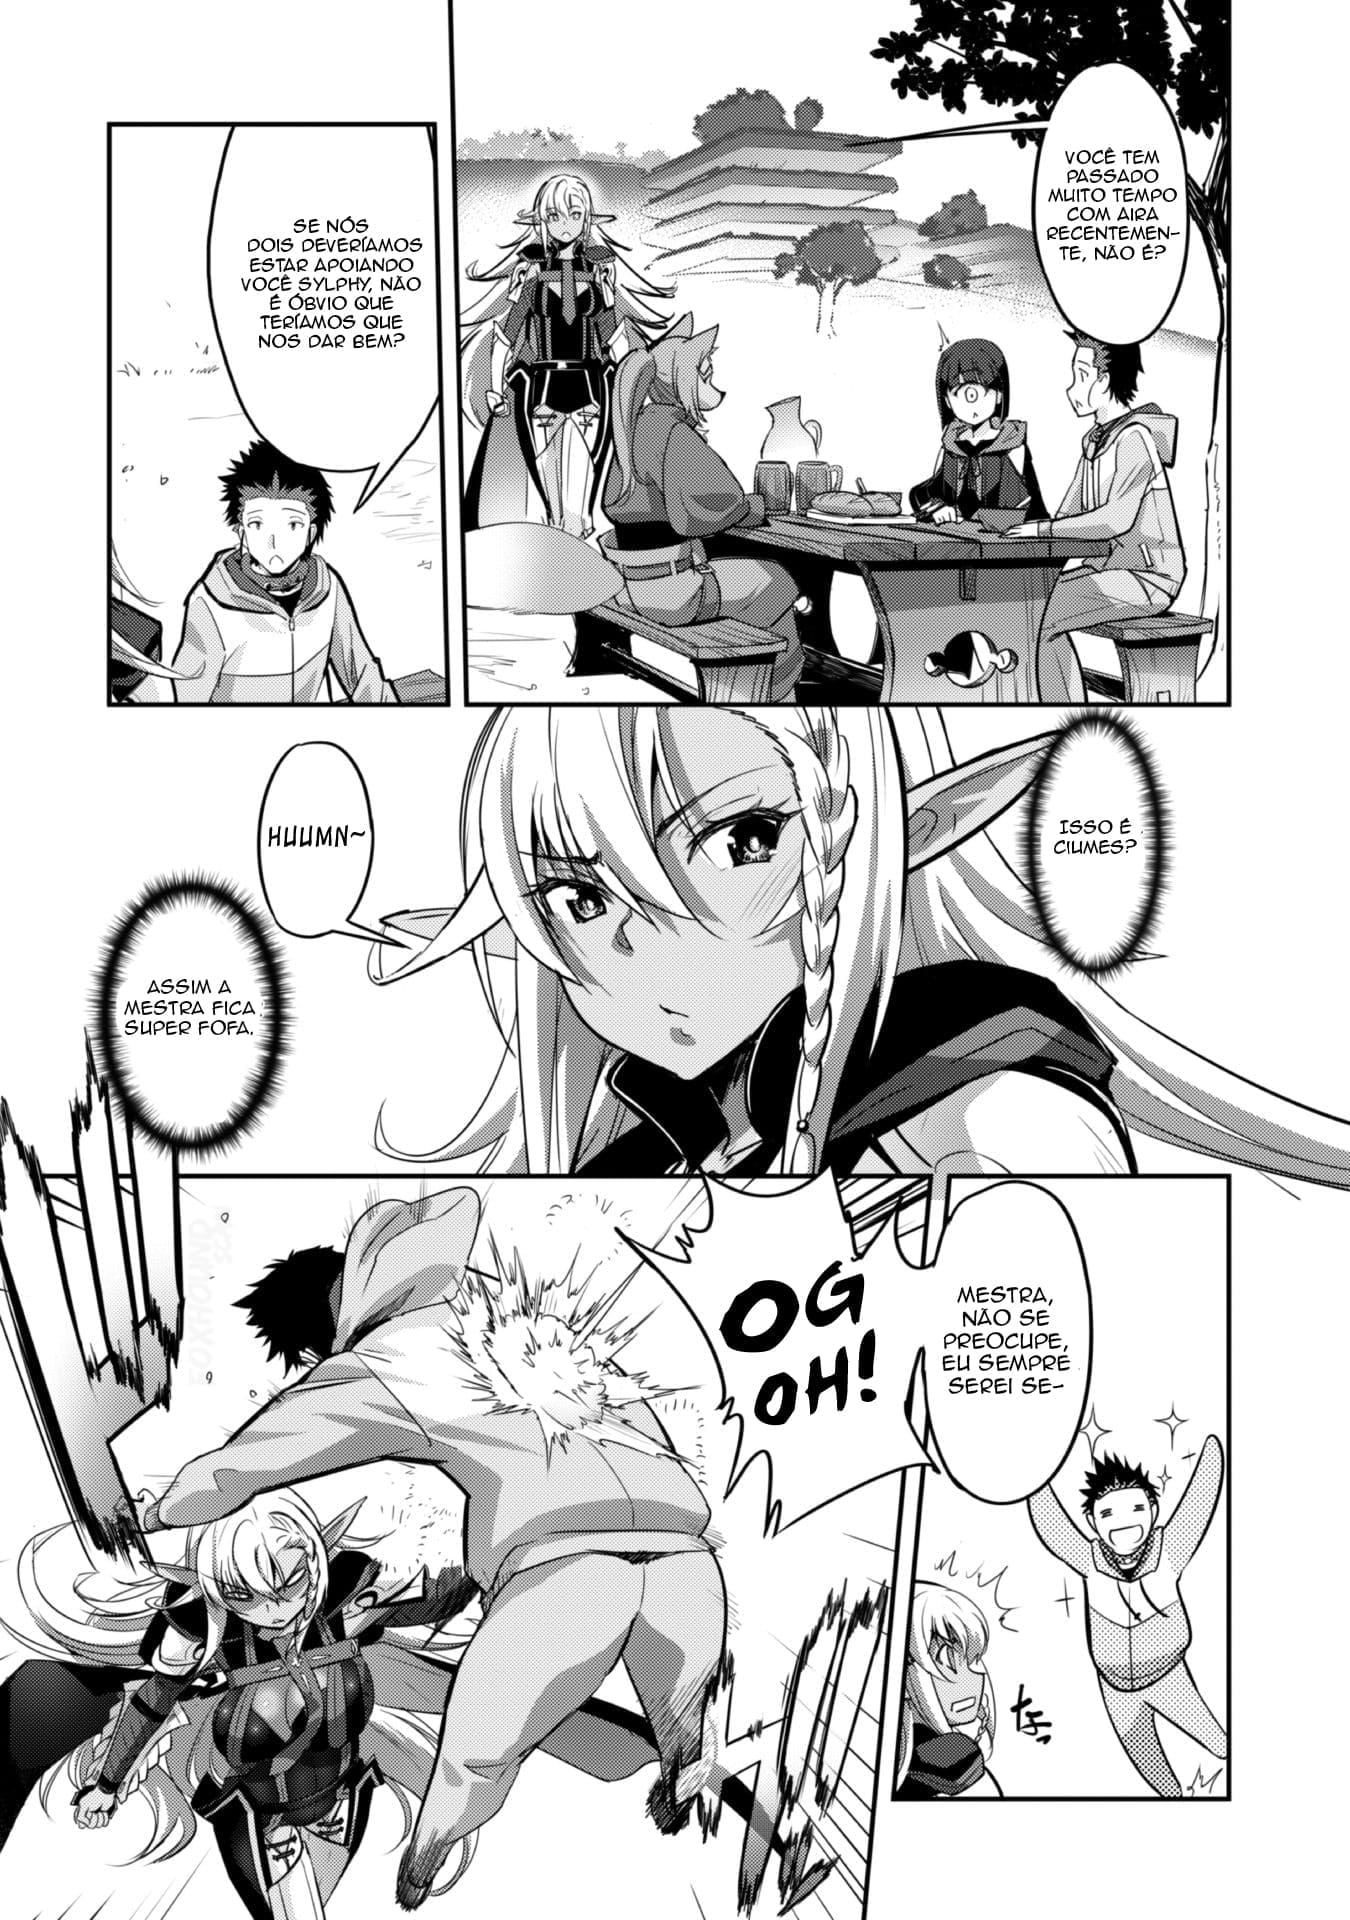 VOCÊ TEM
PASSADO
MUITO TEMPO
COM AIRA
RECENTEMEN-
TE, NÃO É?
SE NÓS
DOIS DEVERÍAMOS
ESTAR APOIANDO
VOCÊ SYLPHY, NÃO
É ÓBVIO QUE
TERÍAMOS QUE
NOS DAR BEM?
ISSO É
CIUMES?
HUUMN~
ASSIM A
MESTRA FICA
SUPER FOFA.
MESTRA,
NÃO SE
PREOCUPE,
EU SEMPRE
SEREI SE-
OG
OH!